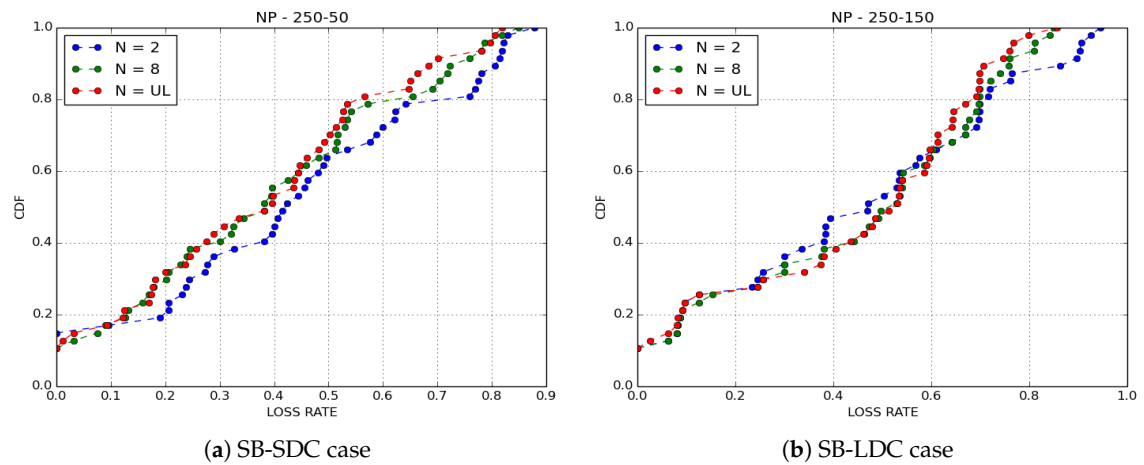 NP - 250-50
N = 2
N = 8
N = UL
CDF
1.0
0.8
0.6
0.4
0.2
0.0
0.0 0.1 0.2 0.3 0.4 0.5 0.6 0.7 0.8 0.9
LOSS RATE
(a) SB-SDC case
NP - 250-150
N = 2
N = 8
N = UL
CDF
1.0
0.8
0.6
0.4
0.2
0.0
0.0 0.2 0.4 0.6 0.8 1.0
LOSS RATE
(b) SB-LDC case